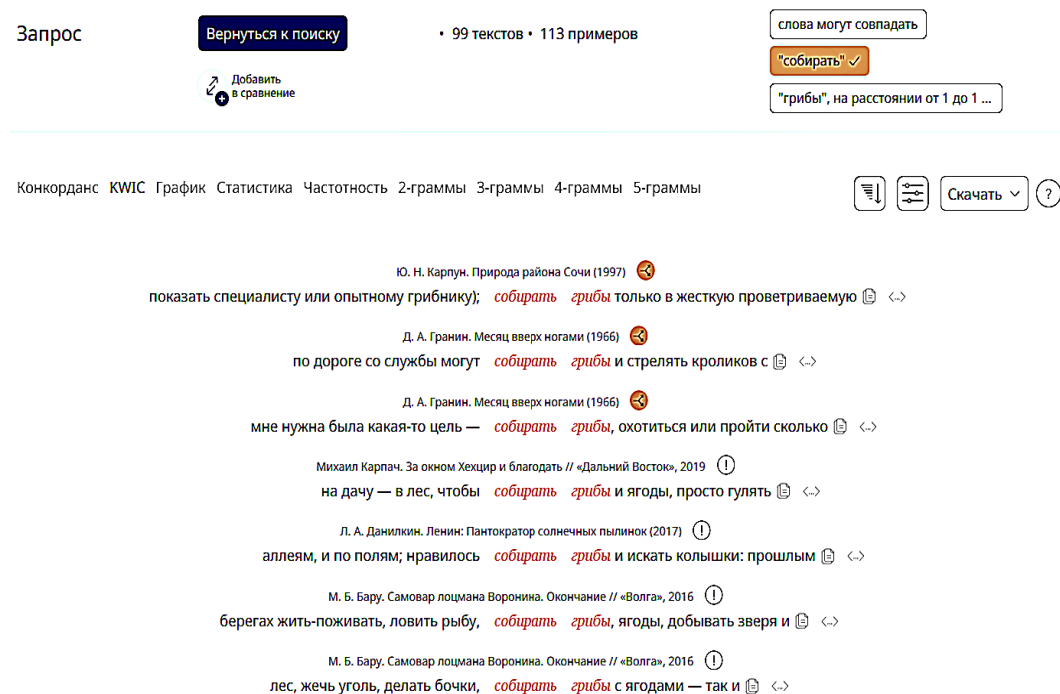 Запрос
Вернуться к поиску
• 99 текстов • 113 примеров
слова могут совпадать
"собирать" ✓
"грибы", на расстоянии от 1 до 1 ...
Добавить
в сравнение
Конкорданс KWIC График Статистика Частотность 2-граммы 3-граммы 4-граммы 5-граммы
Скачать
?
Ю. Н. Карпун. Природа района Сочи (1997)
показать специалисту или опытному грибнику); собирать грибы только в жесткую проветриваемую <...>
Д. А. Гранин. Месяц вверх ногами (1966)
по дороге со службы могут собирать грибы и стрелять кроликов с <...>
Д. А. Гранин. Месяц вверх ногами (1966)
мне нужна была какая-то цель — собирать грибы, охотиться или пройти сколько <...>
Михаил Карпач. За окном Хехцир и благодать // «Дальний Восток», 2019
на дачу — в лес, чтобы собирать грибы и ягоды, просто гулять <...>
Л. А. Данилкин. Ленин: Пантократор солнечных пылинок (2017)
аллеям, и по полям; нравилось собирать грибы и искать колышки: прошлым <...>
М. Б. Бару. Самовар лоцмана Воронина. Окончание // «Волга», 2016
берегах жить-поживать, ловить рыбу, собирать грибы, ягоды, добывать зверя и <...>
М. Б. Бару. Самовар лоцмана Воронина. Окончание // «Волга», 2016
лес, жечь уголь, делать бочки, собирать грибы с ягодами — так и <...>